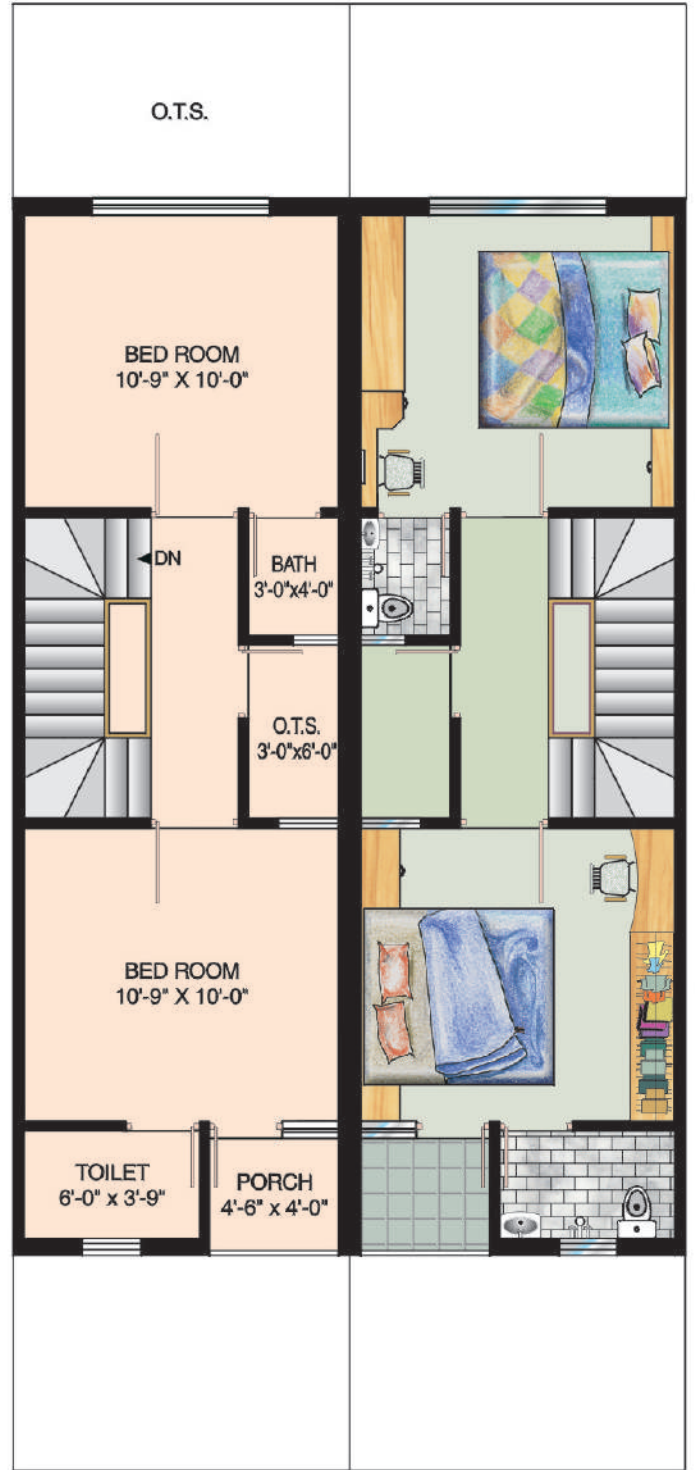 O.T.S.
BED ROOM
10'-9" X 10'-0"
DN
BATH
3'-0"x4'-0"
O.T.S.
3'-0"x6'-0"
BED ROOM
10'-9" X 10'-0"
TOILET
6'-0" x 3'-9"
PORCH
4'-6" x 4'-0"